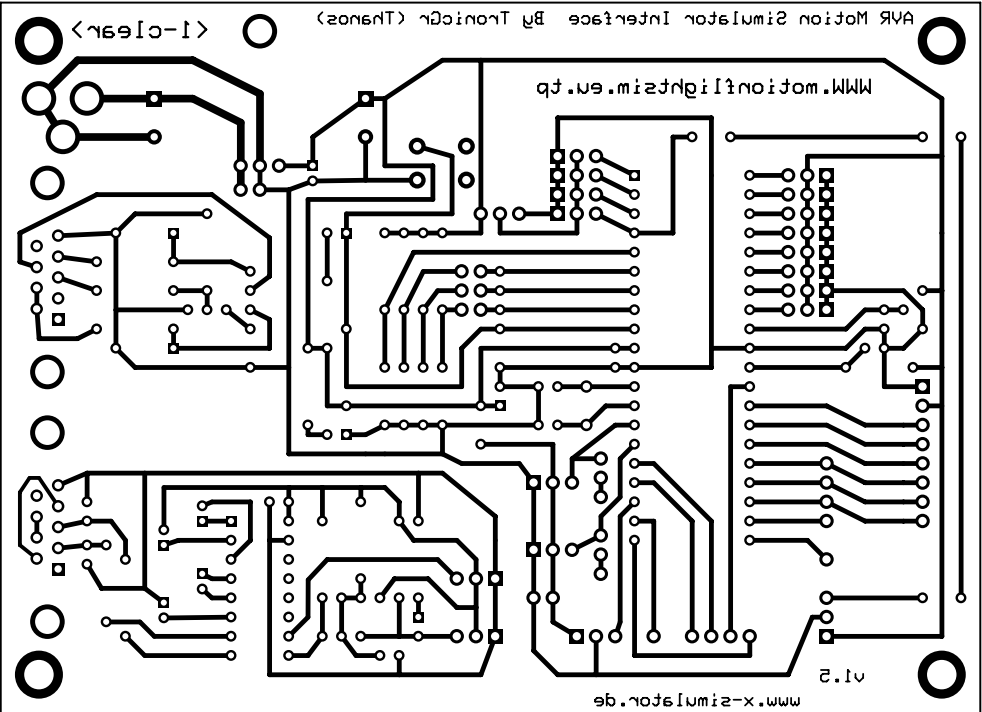 AVR Motion Simulator Interface By TronicGr (Thanos)
(1-clear)
WWW.motionflightsim.eu.tp
v1.5
www.x-simulator.de